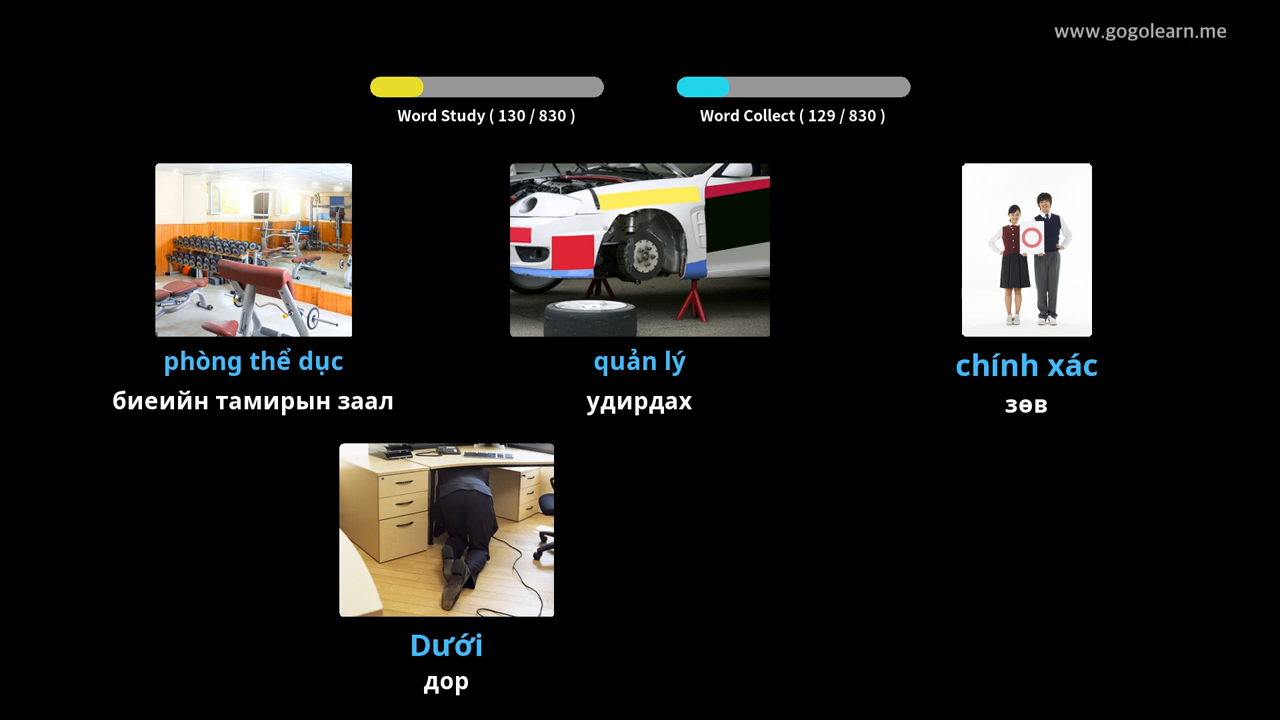 www.gogolearn.me
Word Study ( 130 / 830 )
Word Collect ( 129 / 830 )
phòng thể dục
биеийн тамирын заал
quản lý
удирдах
chính xác
зөв
Dưới
дор